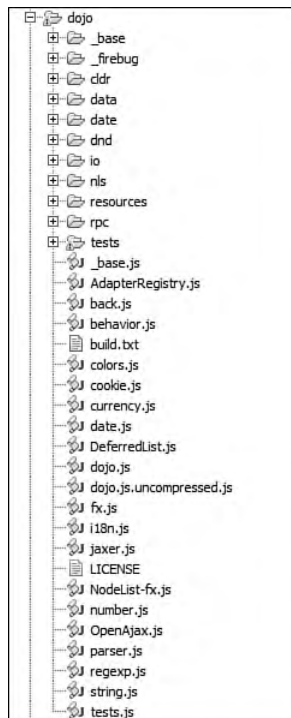 dojo
_base
_firebug
cldr
data
date
dnd
io
nls
resources
rpc
tests
_base.js
AdapterRegistry.js
back.js
behavior.js
build.txt
colors.js
cookie.js
currency.js
date.js
DeferredList.js
dojo.js
dojo.js.uncompressed.js
fx.js
i18n.js
jaxer.js
LICENSE
NodeList-fx.js
number.js
OpenAjax.js
parser.js
regexp.js
string.js
tests.js